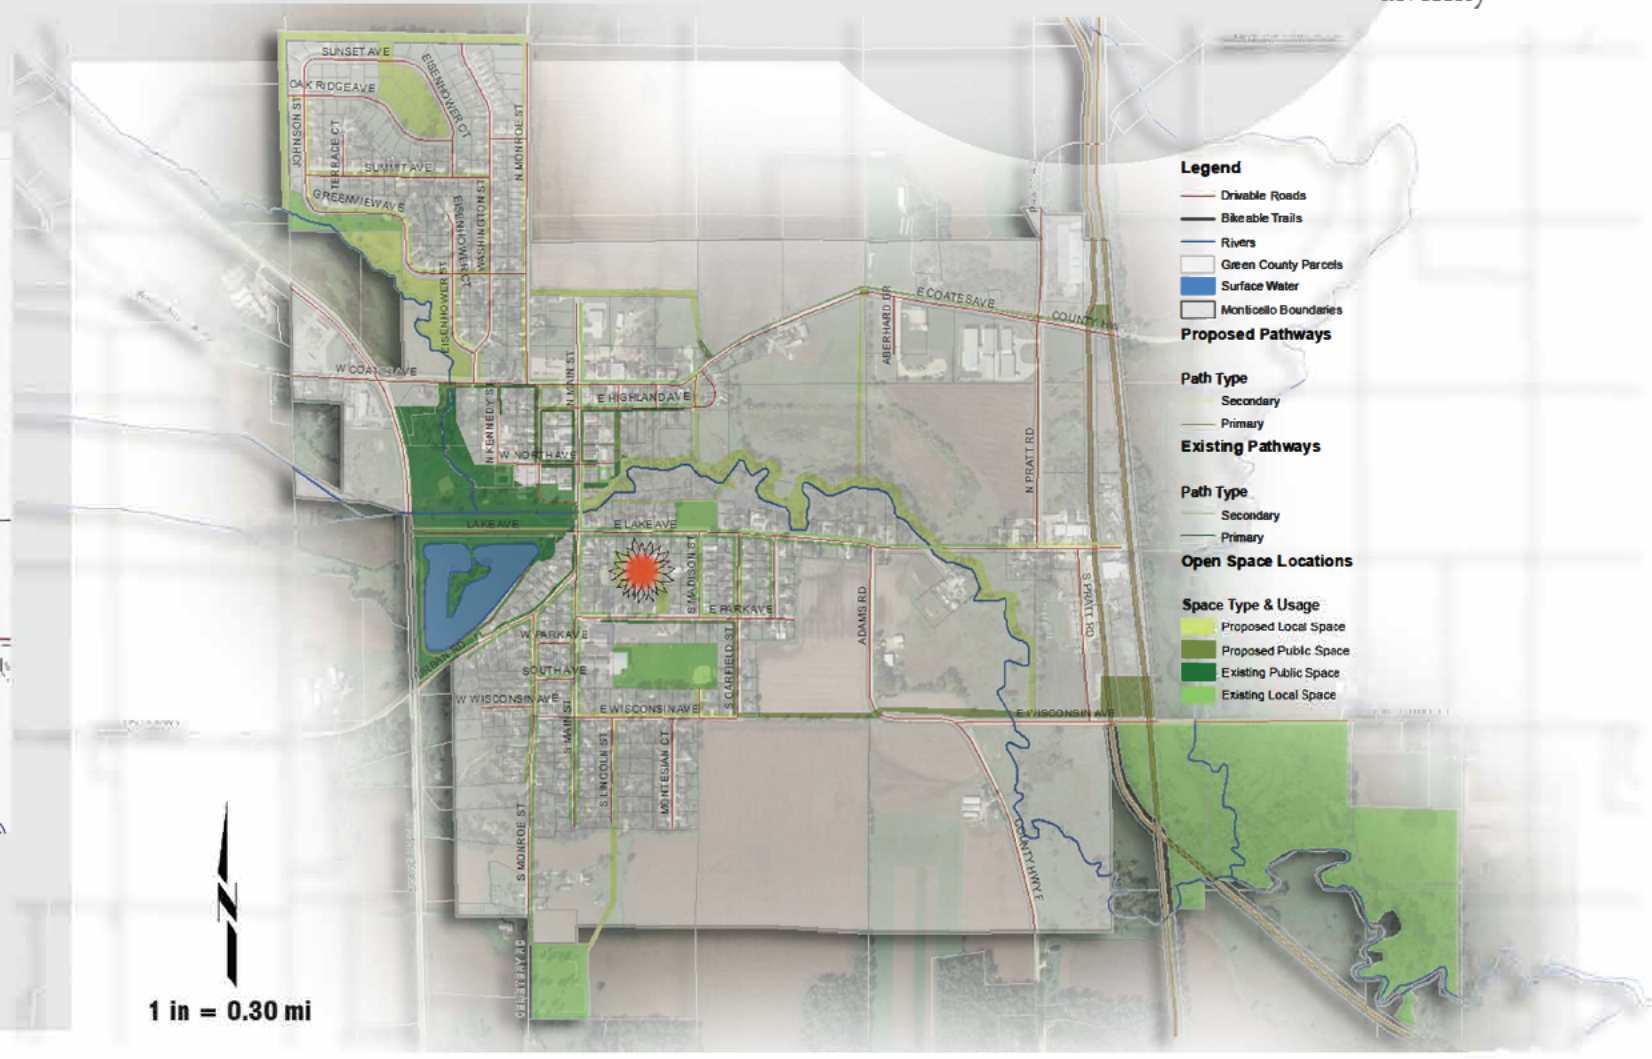 SUNSET AVE
OAK RIDGE AVE
EISENHOWER CT
JOHNSON ST
TERRACE CT
N MONROE ST
SUMMIT AVE
GREENVIEW AVE
EISENHOWER CT
WASHINGTON ST
EISENHOWER ST
Legend
Drivable Roads
Bikeable Trails
Rivers
Green County Parcels
Surface Water
Monticello Boundaries
Proposed Pathways
Path Type
Secondary
Primary
Existing Pathways
Path Type
Secondary
Primary
Open Space Locations
Space Type & Usage
Proposed Local Space
Proposed Public Space
Existing Public Space
Existing Local Space
E COATES AVE
COUNTY HW
ABERHARD DR
W COATES AVE
N MAIN ST
E HIGHLAND AVE
N KENNEDY ST
W NORTH AVE
N PRATT RD
LAKE AVE
E LAKE AVE
S MADISON ST
E PARK AVE
ADAMS RD
S PRATT RD
W PARK AVE
SOUTH AVE
S GARFIELD ST
W WISCONSIN AVE
E WISCONSIN AVE
E WISCONSIN AVE
S MAIN ST
S LINCOLN ST
MONTESIAN CT
S MONROE ST
COUNTY HWY F
N
1 in = 0.30 mi